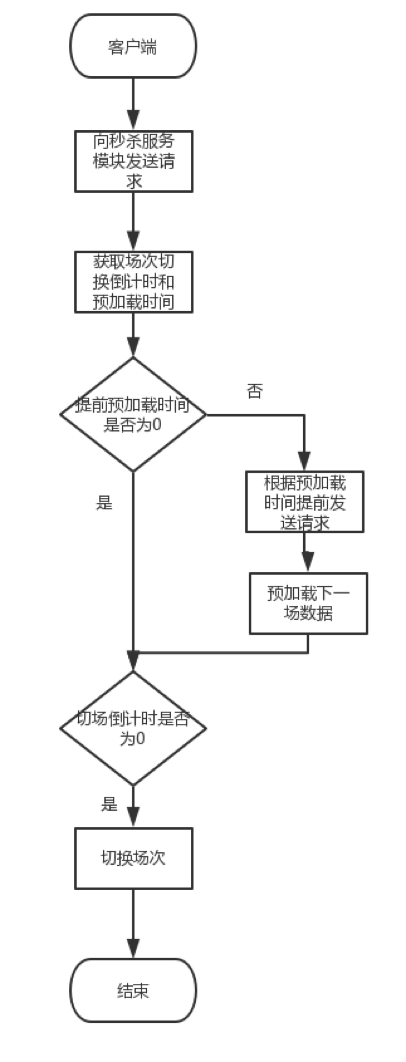 客户端
向秒杀服务
模块发送请
求
获取场次切
换倒计时和
预加载时间
提前预加载时间
是否为0
否
是
根据预加载
时间提前发
送请求
预加载下一
场数据
切场倒计时是否
为0
是
切换场次
结束